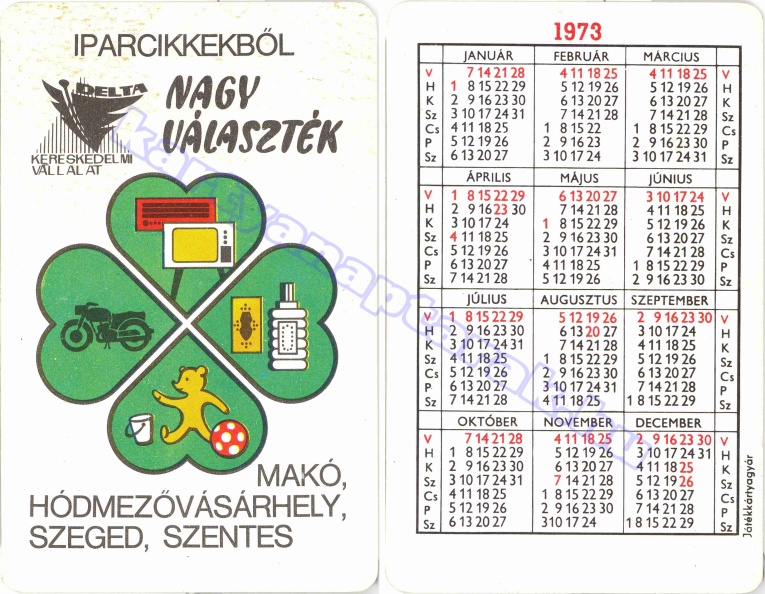 IPARCIKKEKBŐL
DELTA
NAGY
VÁLASZTÉK
KERESKEDELMI
VÁLLALAT
MAKÓ,
HÓDMEZŐVÁSÁRHELY,
SZEGED, SZENTES
kartyanaptarak.hu
1973
JANUÁR FEBRUÁR MÁRCIUS
V 7 14 21 28 4 11 18 25 4 11 18 25 V
H 1 8 15 22 29 5 12 19 26 5 12 19 26 H
K 2 9 16 23 30 6 13 20 27 6 13 20 27 K
Sz 3 10 17 24 31 7 14 21 28 7 14 21 28 Sz
Cs 4 11 18 25 1 8 15 22 1 8 15 22 29 Cs
P 5 12 19 26 2 9 16 23 2 9 16 23 30 P
Sz 6 13 20 27 3 10 17 24 3 10 17 24 31 Sz
ÁPRILIS MÁJUS JÚNIUS
V 1 8 15 22 29 6 13 20 27 3 10 17 24 V
H 2 9 16 23 30 7 14 21 28 4 11 18 25 H
K 3 10 17 24 1 8 15 22 29 5 12 19 26 K
Sz 4 11 18 25 2 9 16 23 30 6 13 20 27 Sz
Cs 5 12 19 26 3 10 17 24 31 7 14 21 28 Cs
P 6 13 20 27 4 11 18 25 1 8 15 22 29 P
Sz 7 14 21 28 5 12 19 26 2 9 16 23 30 Sz
JÚLIUS AUGUSZTUS SZEPTEMBER
V 1 8 15 22 29 5 12 19 26 2 9 16 23 30 V
H 2 9 16 23 30 6 13 20 27 3 10 17 24 H
K 3 10 17 24 31 7 14 21 28 4 11 18 25 K
Sz 4 11 18 25 1 8 15 22 29 5 12 19 26 Sz
Cs 5 12 19 26 2 9 16 23 30 6 13 20 27 Cs
P 6 13 20 27 3 10 17 24 31 7 14 21 28 P
Sz 7 14 21 28 4 11 18 25 1 8 15 22 29 Sz
OKTÓBER NOVEMBER DECEMBER
V 7 14 21 28 4 11 18 25 2 9 16 23 30 V
H 1 8 15 22 29 5 12 19 26 3 10 17 24 31 H
K 2 9 16 23 30 6 13 20 27 4 11 18 25 K
Sz 3 10 17 24 31 7 14 21 28 5 12 19 26 Sz
Cs 4 11 18 25 1 8 15 22 29 6 13 20 27 Cs
P 5 12 19 26 2 9 16 23 30 7 14 21 28 P
Sz 6 13 20 27 3 10 17 24 1 8 15 22 29 Sz
Játékkártyagyár